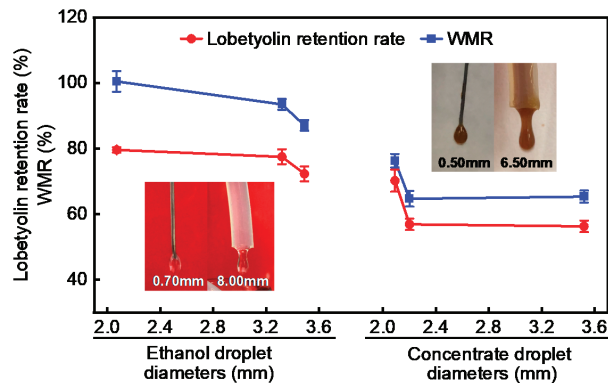 Lobetyolin retention rate WMR
Lobetyolin retention rate (%)
WMR (%)
120
100
80
60
40
0.70mm 8.00mm
0.50mm 6.50mm
2.0 2.4 2.8 3.2 3.6 2.0 2.4 2.8 3.2 3.6
Ethanol droplet
diameters (mm)
Concentrate droplet
diameters (mm)